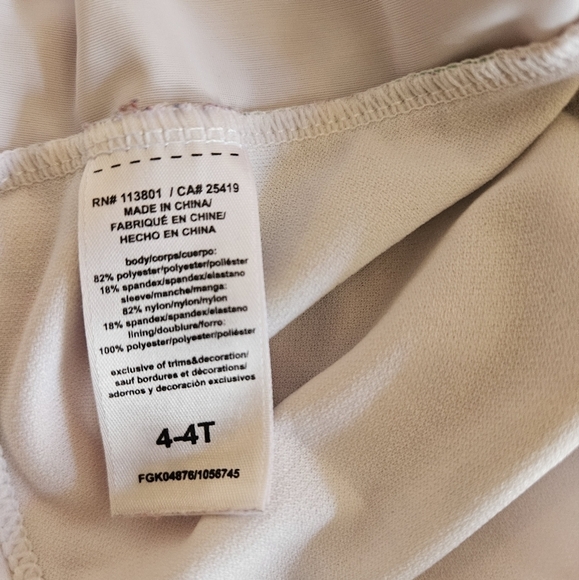 RN# 113801 / CA# 25419
MADE IN CHINA/
FABRIQUÉ EN CHINE/
HECHO EN CHINA
body/corps/cuerpo:
82% polyester/polyester/poliéster
18% spandex/spandex/elastano
sleeve/manche/manga:
82% nylon/nylon/nylon
18% spandex/spandex/elastano
lining/doublure/forro:
100% polyester/polyester/poliéster
exclusive of trims&decoration/
sauf bordures et décorations/
adornos y decoración exclusivos
4-4T
FGK04876/1056745